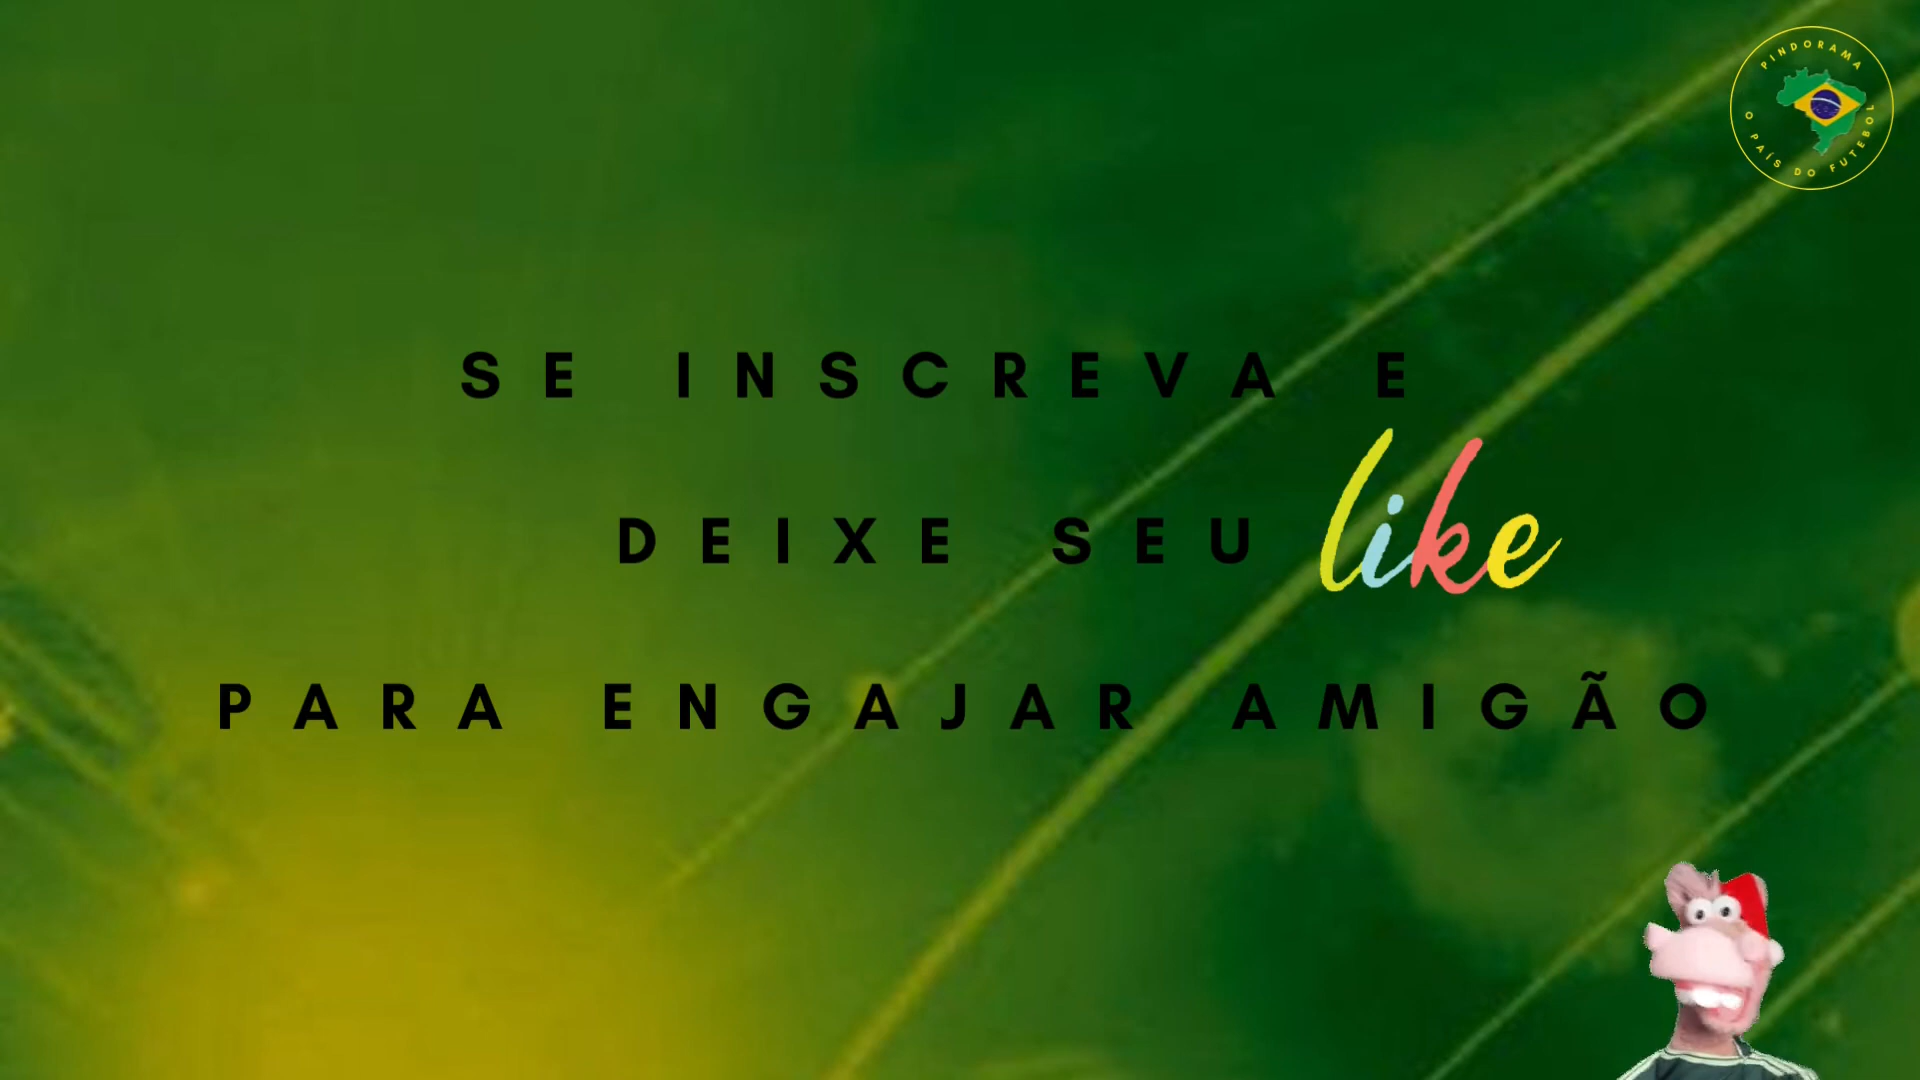 PINDORAMA
O PAÍS DO FUTEBOL
SE INSCREVA E
DEIXE SEU like
PARA ENGAJAR AMIGÃO